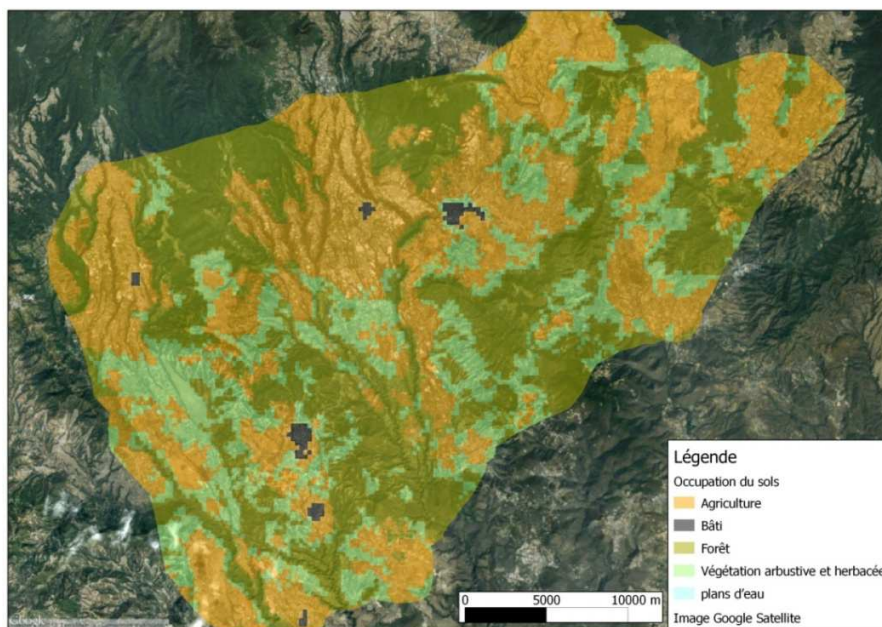 Légende
Occupation du sols
Agriculture
Bâti
Forêt
Végétation arbustive et herbacée
plans d'eau
0 5000 10000 m
Image Google Satellite